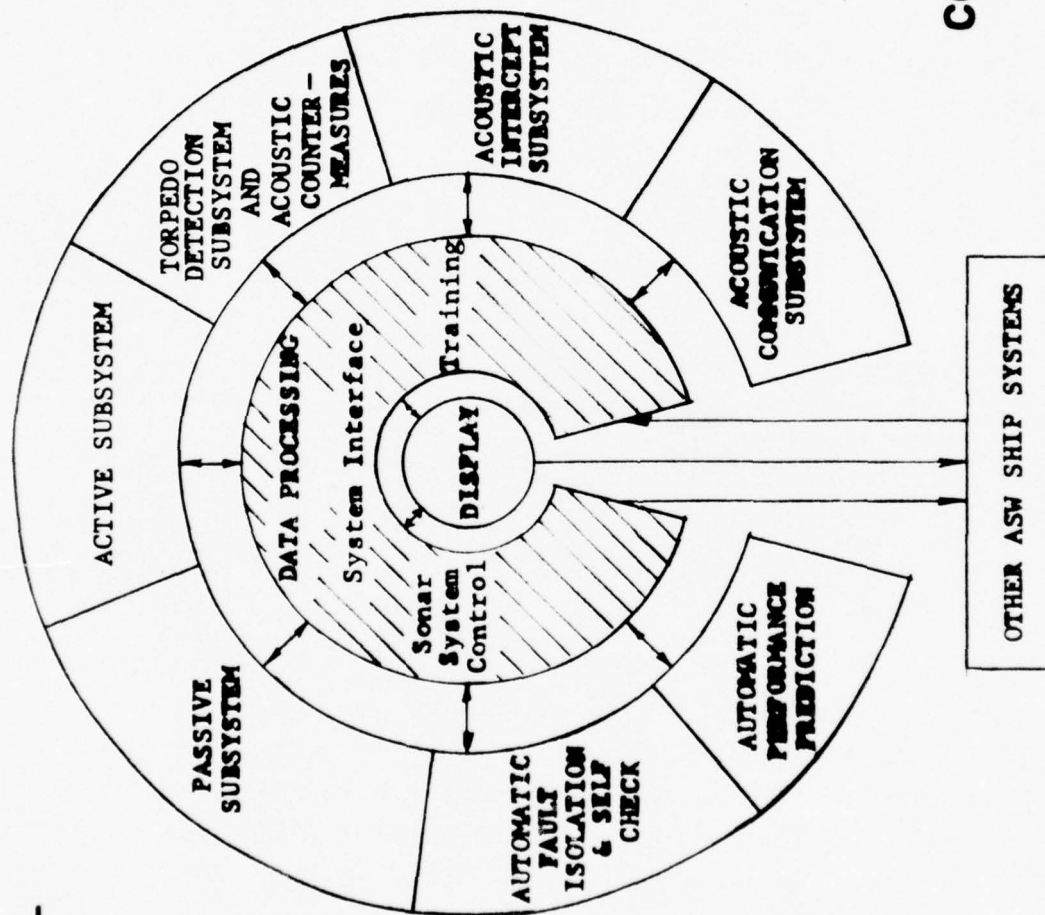 ACTIVE SUBSYSTEM
TORPEDO
DETECTION
SUBSYSTEM
AND
ACOUSTIC
COUNTER-
MEASURES
ACOUSTIC
INTERCEPT
SUBSYSTEM
ACOUSTIC
COMMUNICATION
SUBSYSTEM
PASSIVE
SUBSYSTEM
AUTOMATIC
FAULT
ISOLATION
& SELF
CHECK
AUTOMATIC
PERFORMANCE
PREDICTION
DATA PROCESSING
System Interface
Training
Sonar
System
Control
DISPLAY
OTHER ASW SHIP SYSTEMS